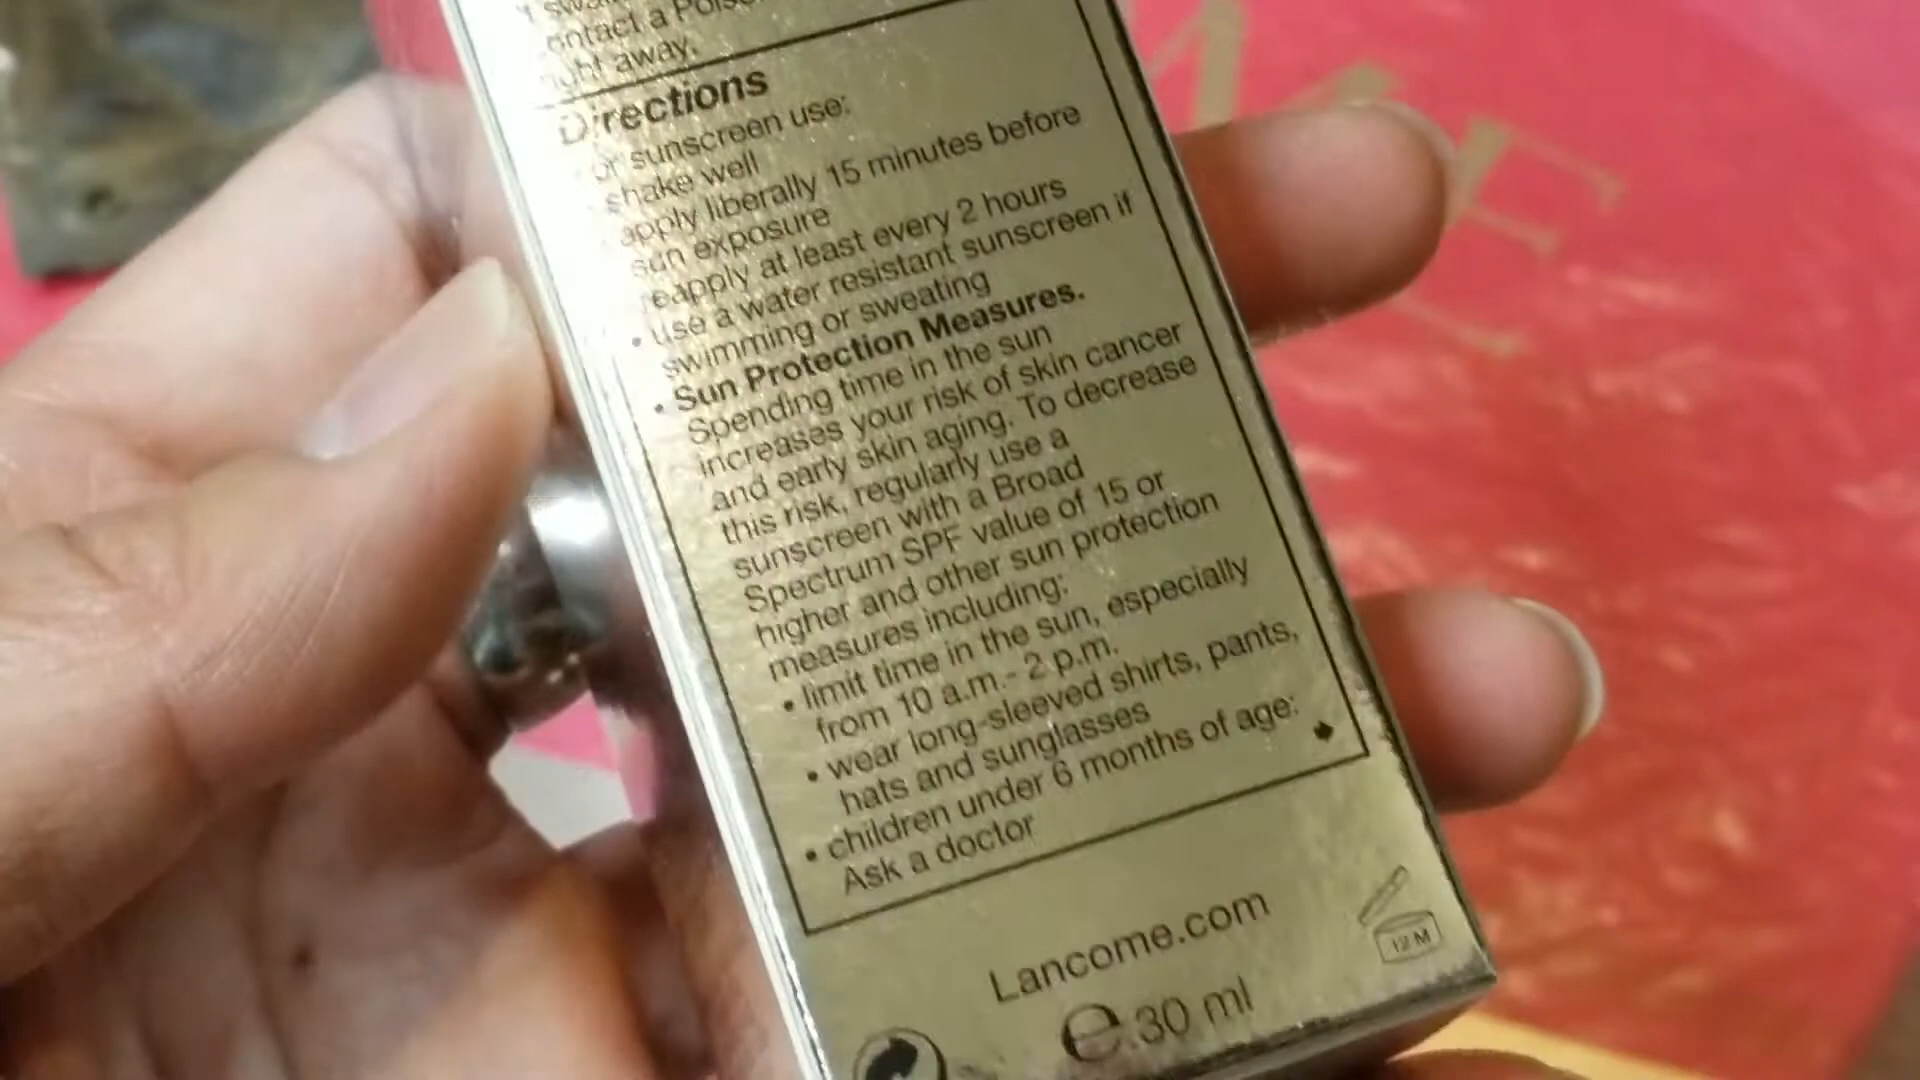 right away.
Directions
for sunscreen use:
shake well
apply liberally 15 minutes before
sun exposure
reapply at least every 2 hours
• use a water resistant sunscreen if
swimming or sweating
• Sun Protection Measures.
Spending time in the sun
increases your risk of skin cancer
and early skin aging. To decrease
this risk, regularly use a
sunscreen with a Broad
Spectrum SPF value of 15 or
higher and other sun protection
measures including:
• limit time in the sun, especially
from 10 a.m.- 2 p.m.
• wear long-sleeved shirts, pants,
hats and sunglasses
• children under 6 months of age:
Ask a doctor
Lancome.com
12 M
e 30 ml